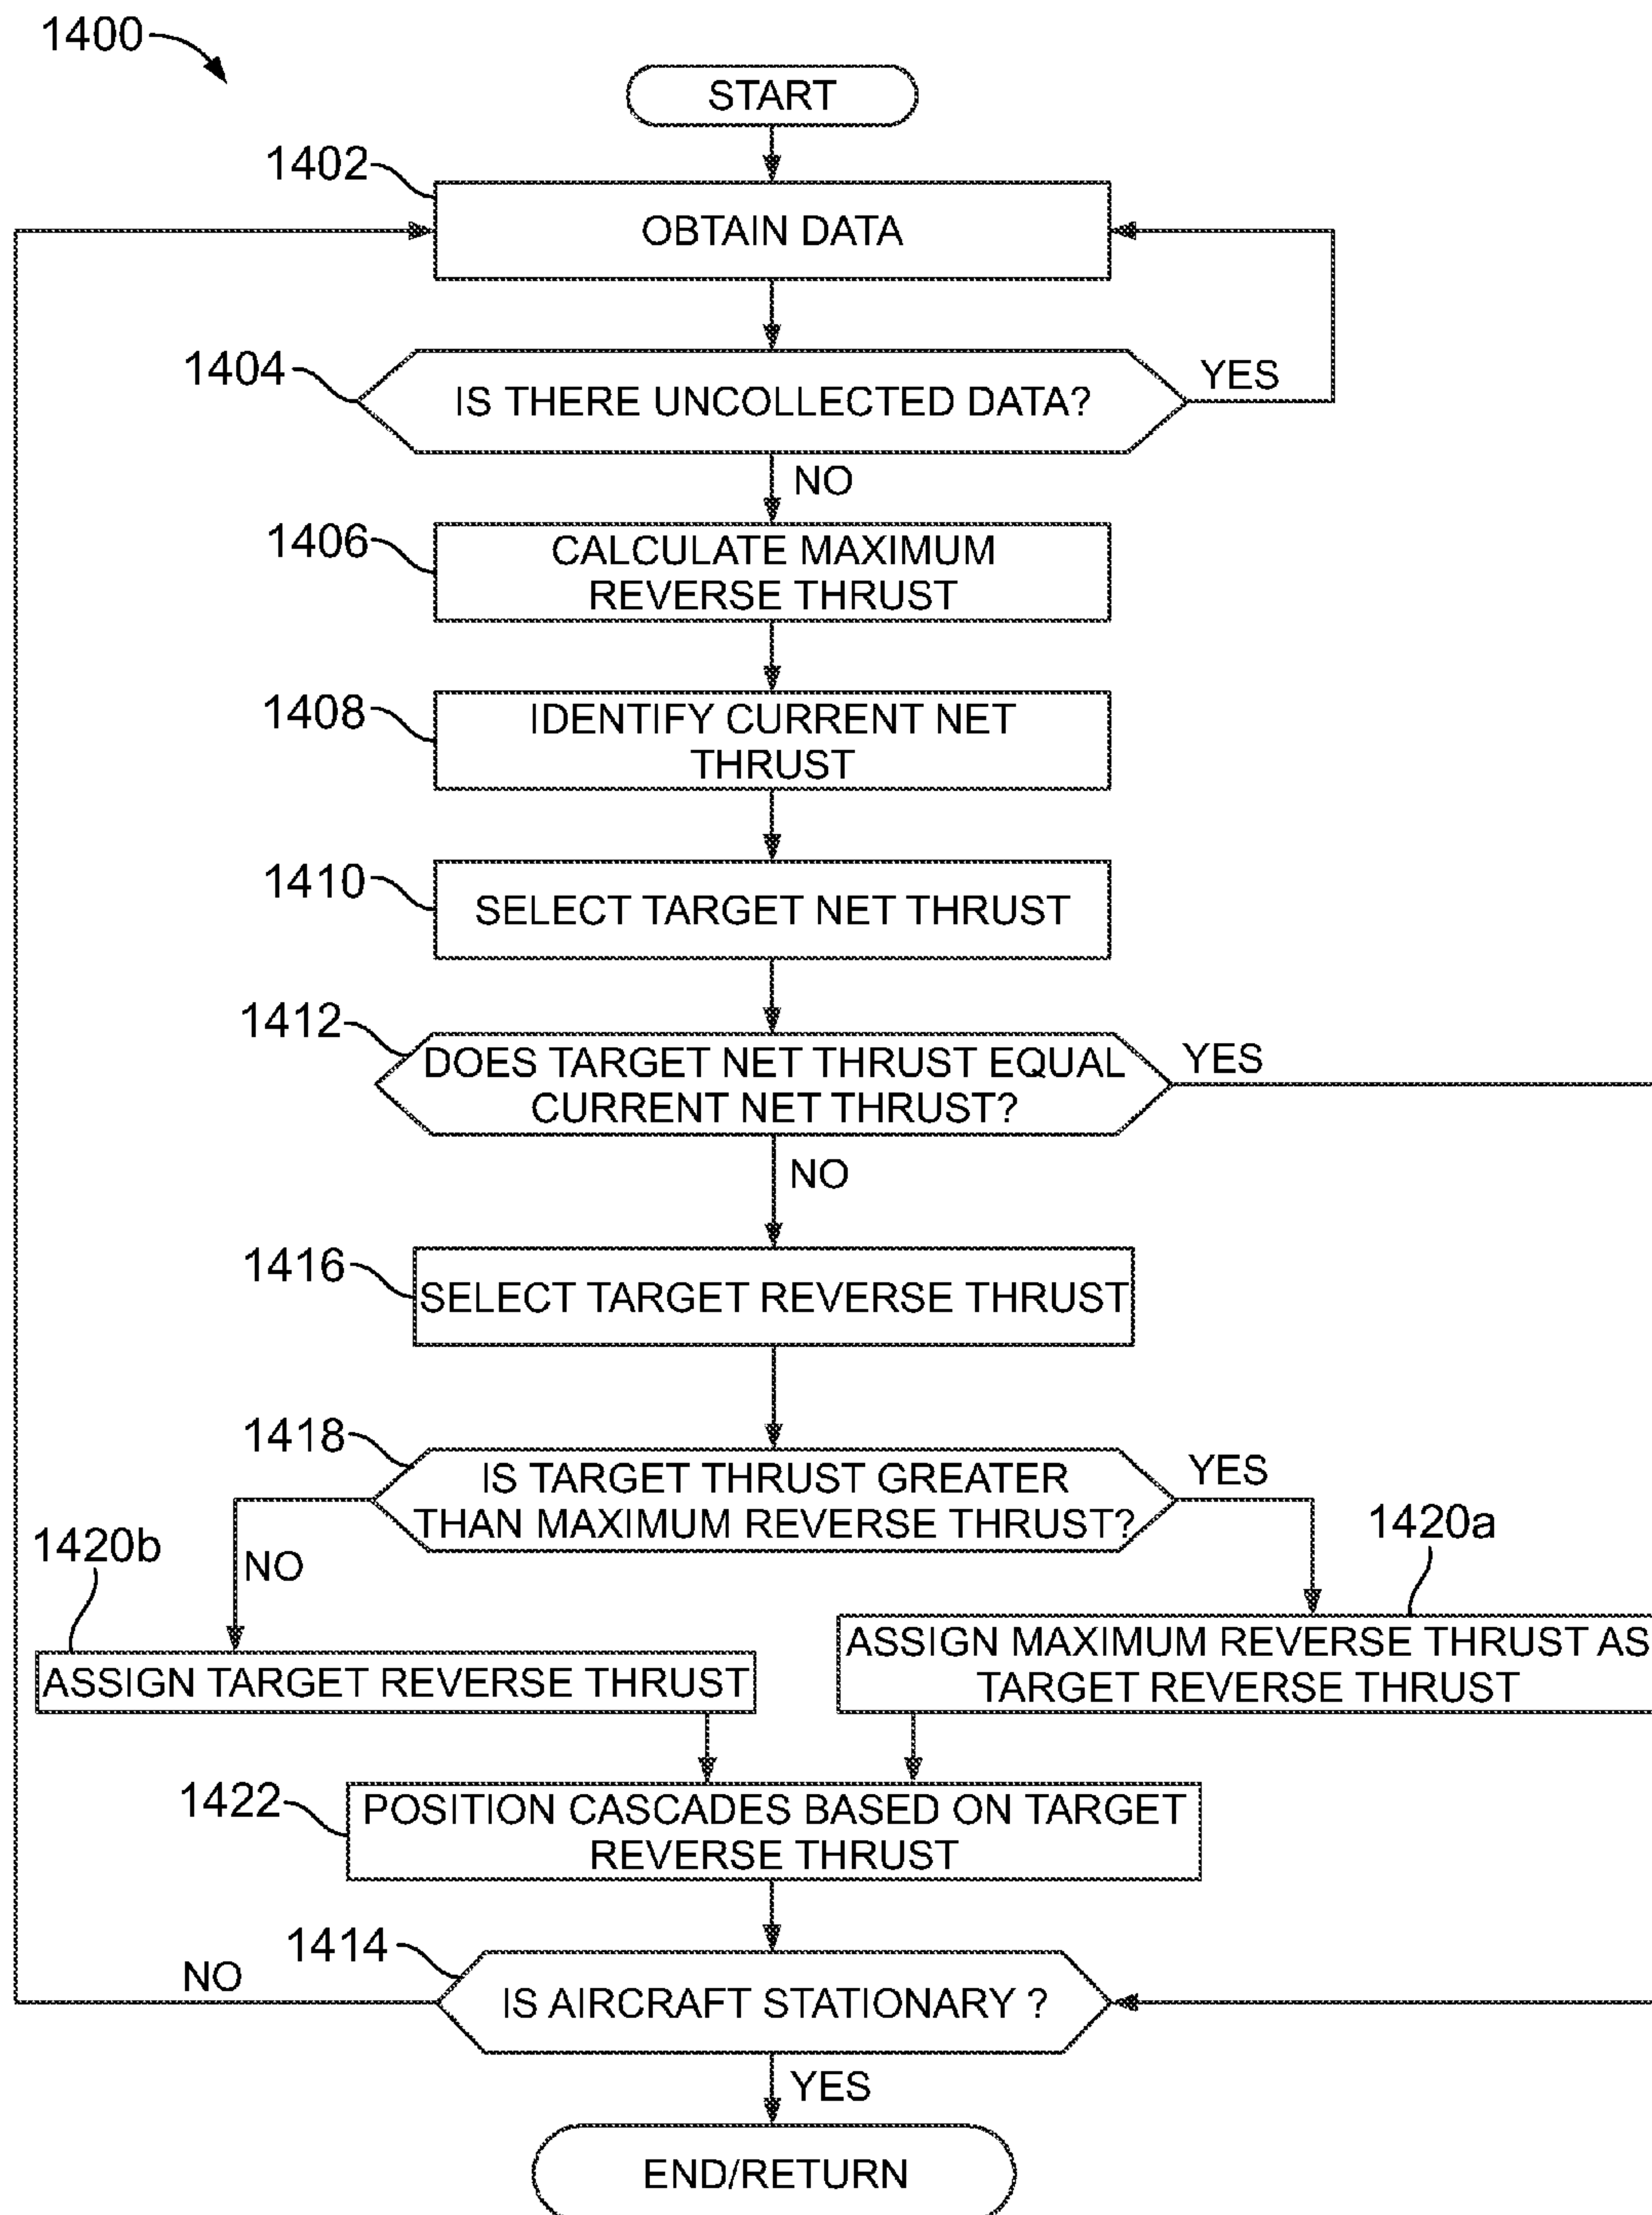 1400
START
1402
OBTAIN DATA
1404
IS THERE UNCOLLECTED DATA?
YES
NO
1406
CALCULATE MAXIMUM
REVERSE THRUST
1408
IDENTIFY CURRENT NET
THRUST
1410
SELECT TARGET NET THRUST
1412
DOES TARGET NET THRUST EQUAL
CURRENT NET THRUST?
YES
NO
1416
SELECT TARGET REVERSE THRUST
1418
IS TARGET THRUST GREATER
THAN MAXIMUM REVERSE THRUST?
YES
NO
1420a
1420b
ASSIGN TARGET REVERSE THRUST
ASSIGN MAXIMUM REVERSE THRUST AS
TARGET REVERSE THRUST
1422
POSITION CASCADES BASED ON TARGET
REVERSE THRUST
1414
NO
IS AIRCRAFT STATIONARY ?
YES
END/RETURN